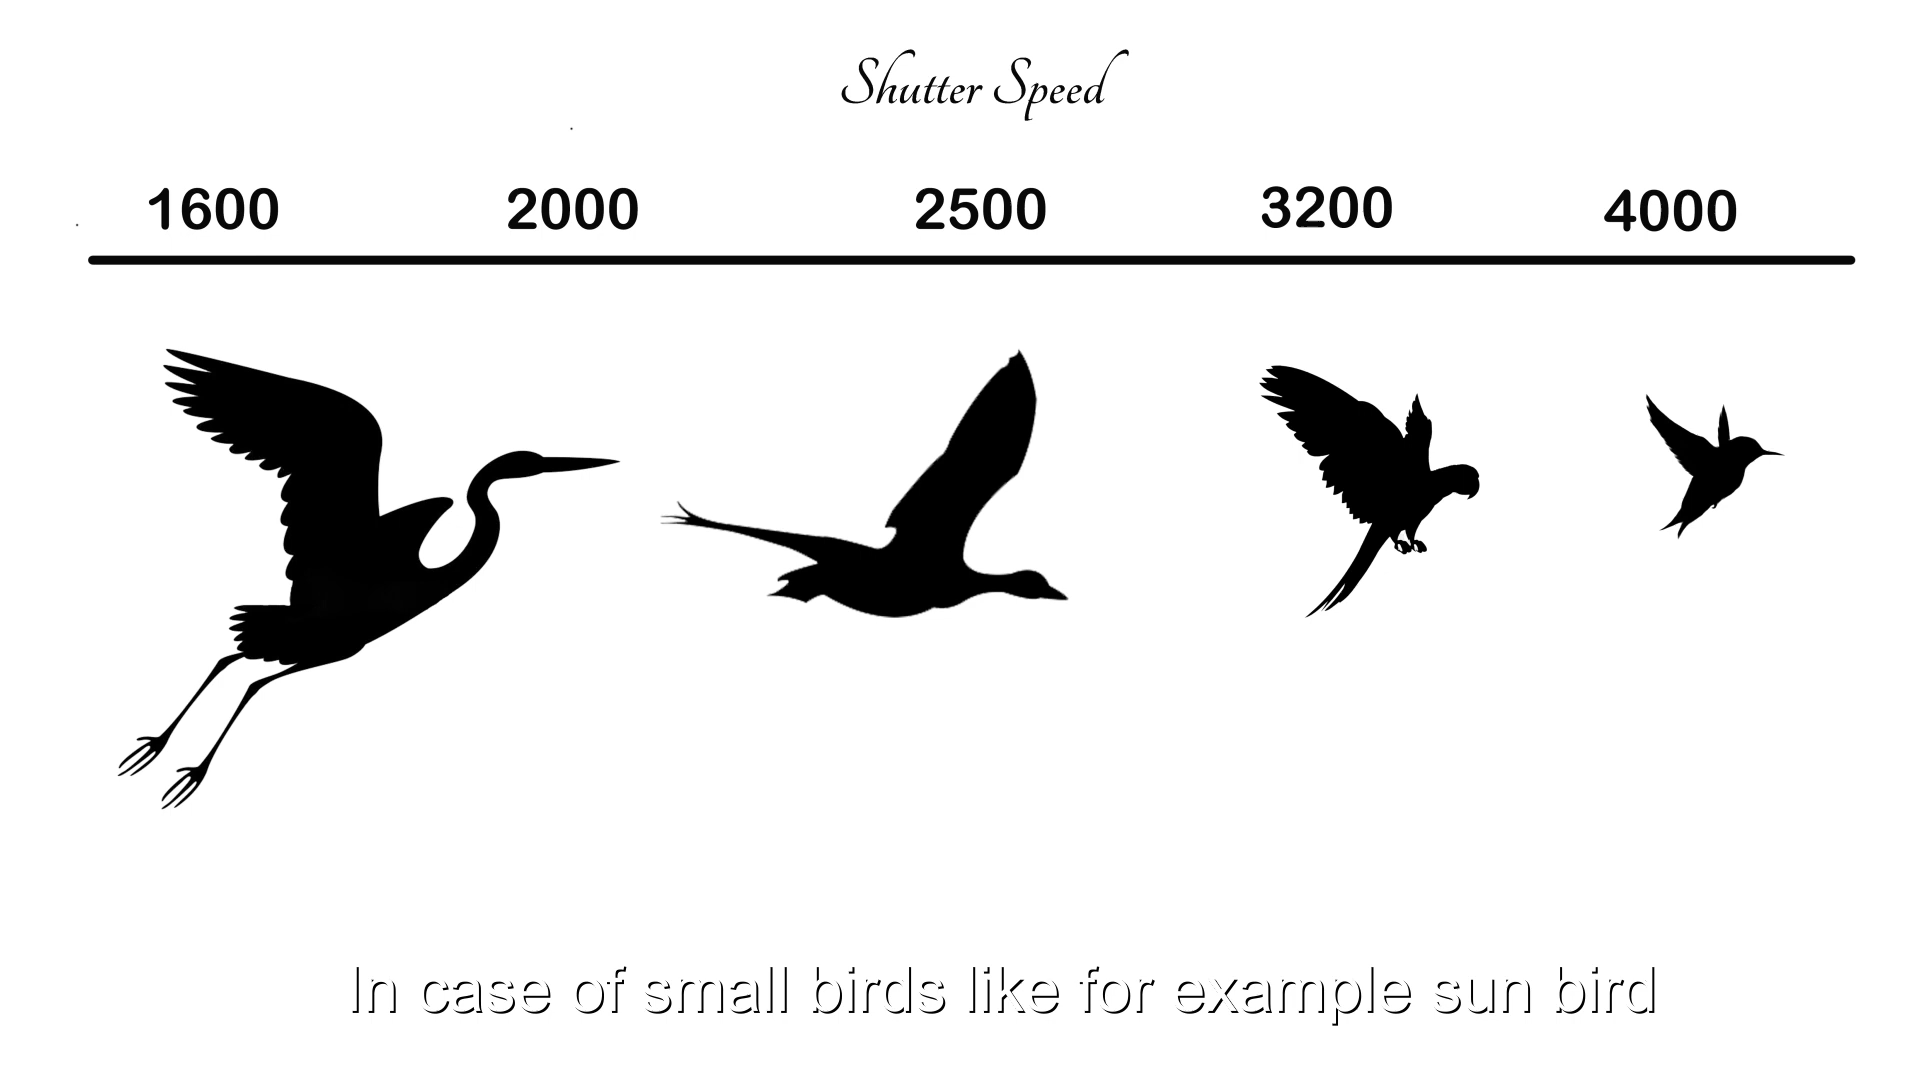 Shutter Speed
1600 2000 2500 3200 4000
In case of small birds like for example sun bird